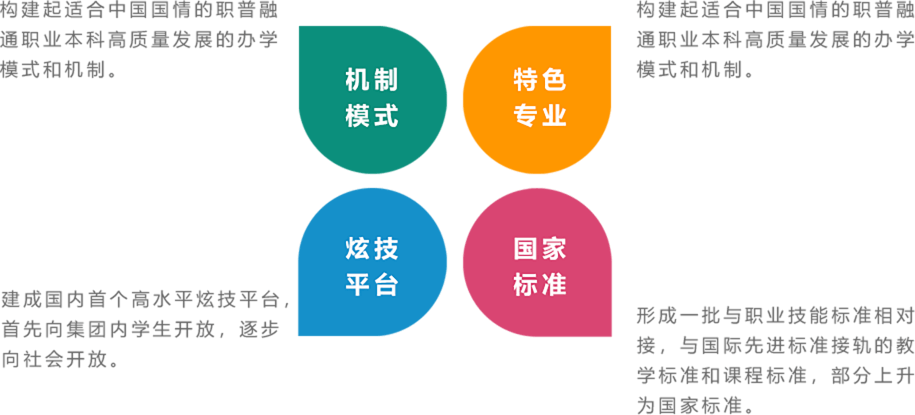 构建起适合中国国情的职普融
通职业本科高质量发展的办学
模式和机制。
机制
模式
特色
专业
构建起适合中国国情的职普融
通职业本科高质量发展的办学
模式和机制。
建成国内首个高水平炫技平台，
首先向集团内学生开放，逐步
向社会开放。
炫技
平台
国家
标准
形成一批与职业技能标准相对
接，与国际先进标准接轨的教
学标准和课程标准，部分上升
为国家标准。